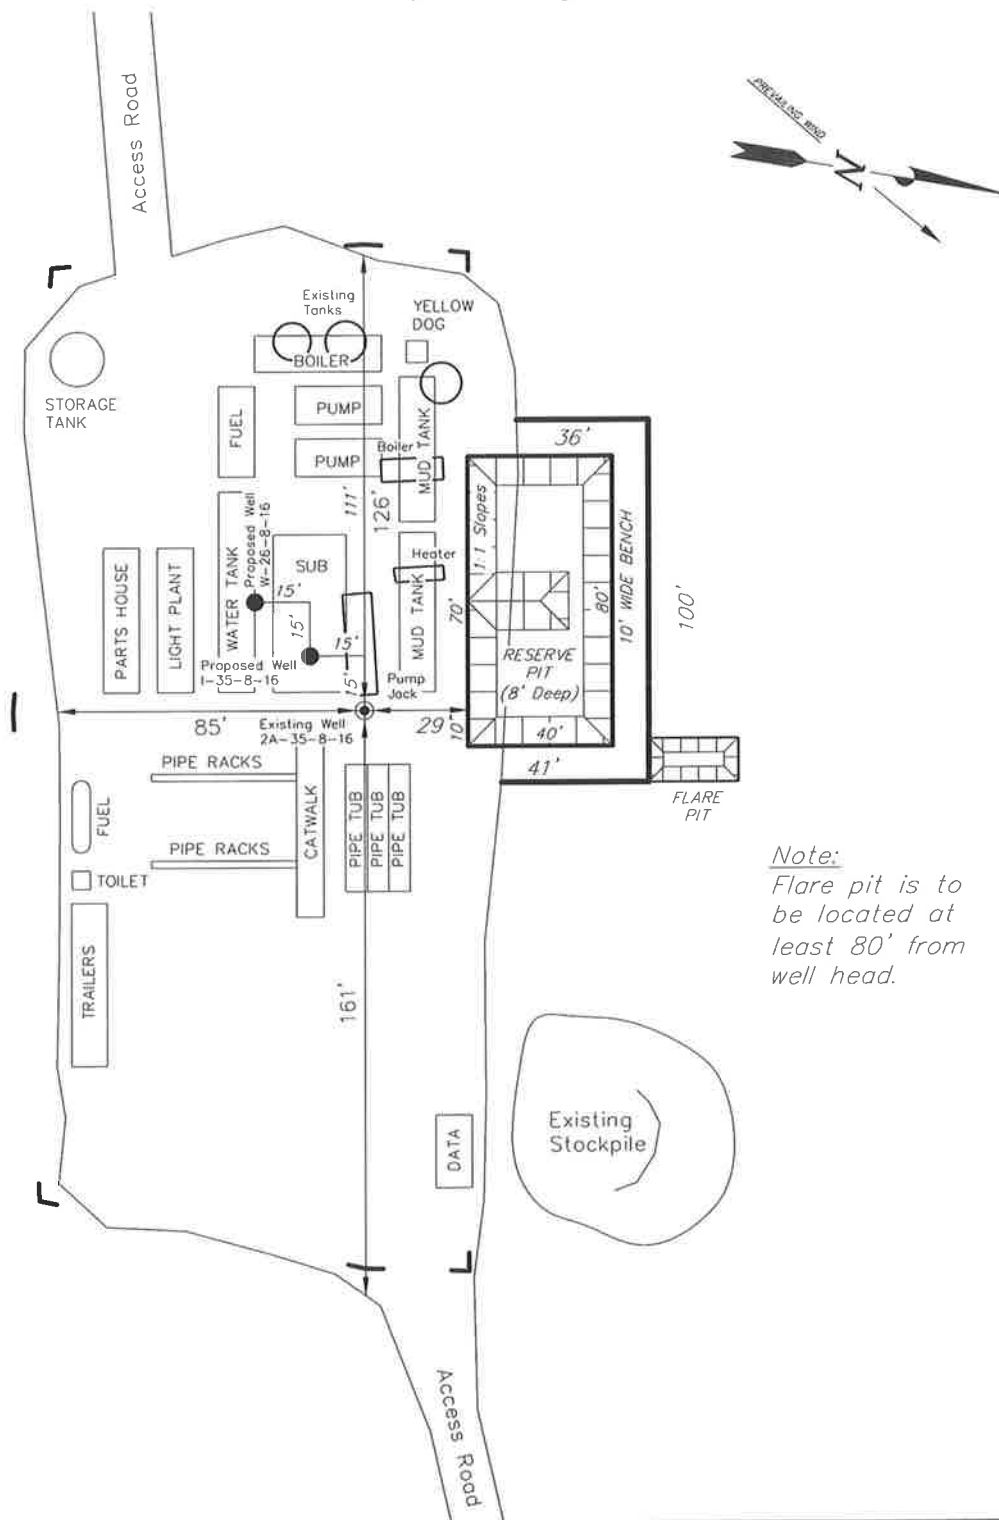 Access Road
PREVAILING WIND
N
Existing
Tanks
YELLOW
DOG
BOILER
STORAGE
TANK
FUEL
PUMP
PUMP
Boiler
MUD TANK
36'
111'
126'
1:1 Slopes
WATER TANK
Proposed Well
W-26-8-16
SUB
Heater
MUD TANK
15'
15'
15'
15'
PARTS HOUSE
LIGHT PLANT
Proposed Well
I-35-8-16
Pump
Jack
70'
80'
10' WIDE BENCH
100'
RESERVE
PIT
(8' Deep)
85'
Existing Well
2A-35-8-16
29'
10'
40'
41'
FLARE
PIT
PIPE RACKS
FUEL
CATWALK
PIPE TUB
PIPE TUB
PIPE TUB
PIPE RACKS
TOILET
TRAILERS
161'
Note:
Flare pit is to
be located at
least 80' from
well head.
Existing
Stockpile
DATA
Access Road